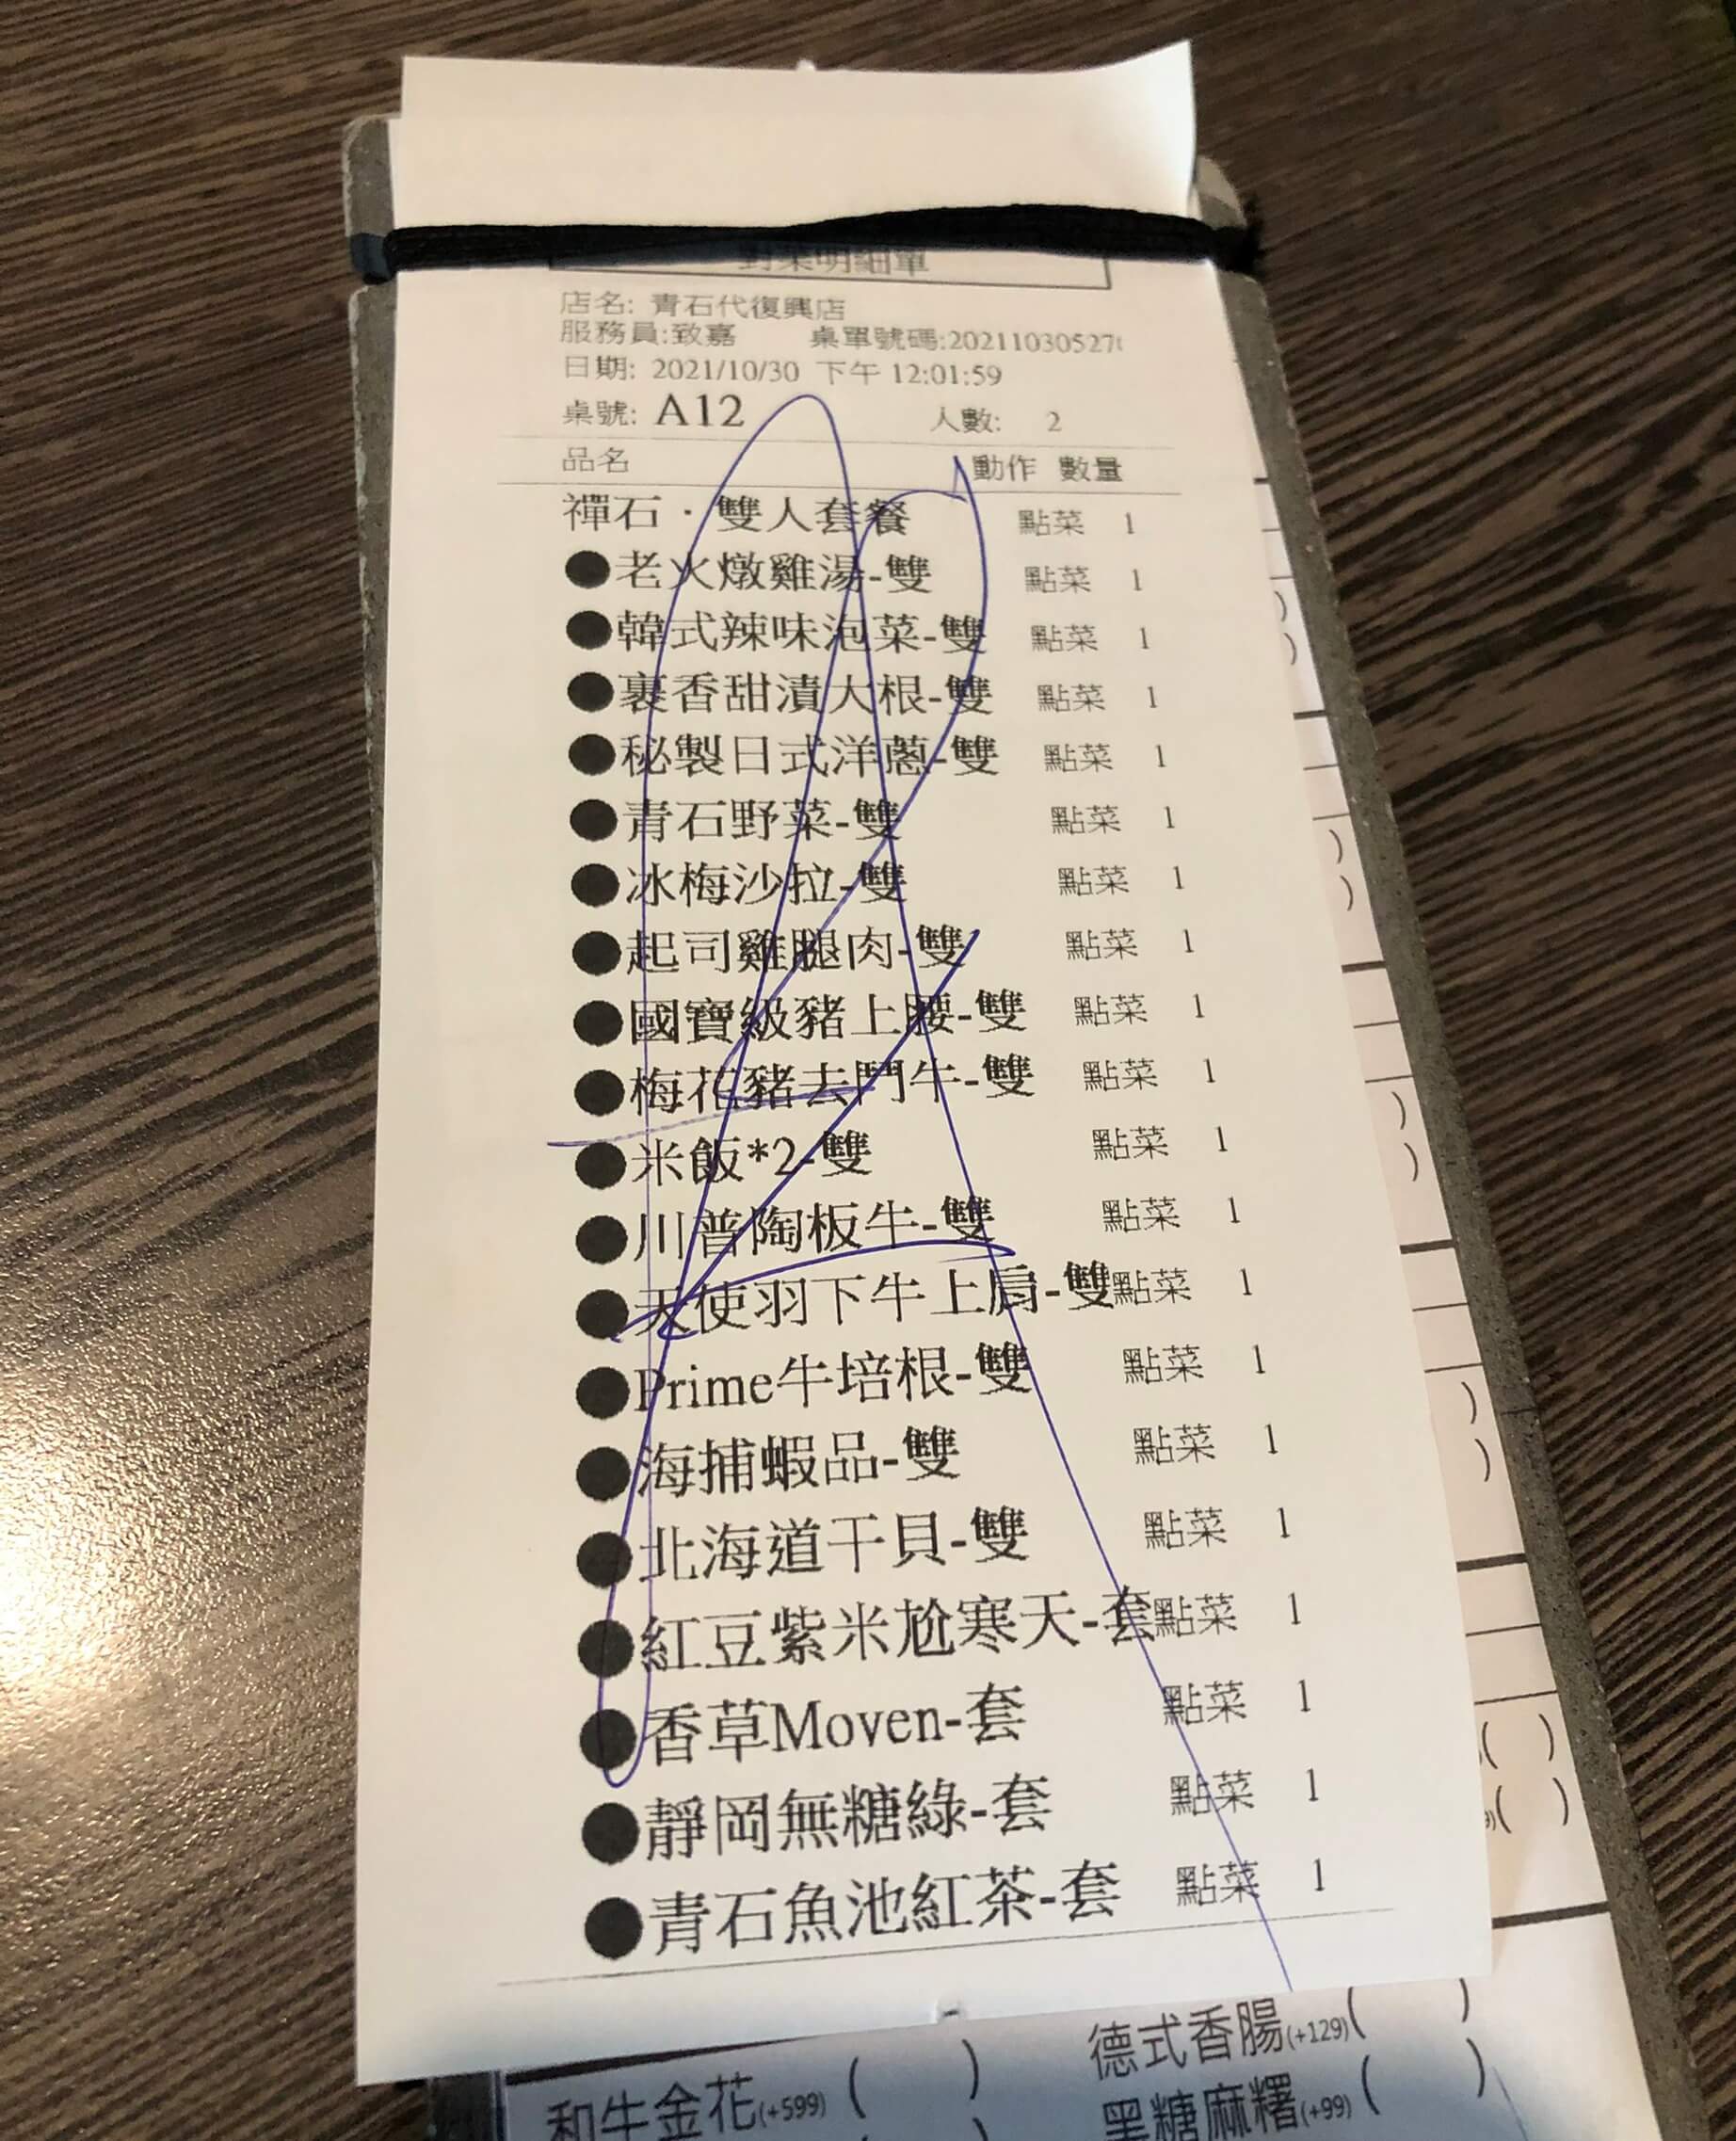 對菜明細單
店名: 青石代復興店
服務員:致嘉 桌單號碼:20211030527
日期: 2021/10/30 下午 12:01:59
桌號: A12 人數: 2
品名 動作 數量
禪石·雙人套餐 點菜 1
●老火燉雞湯-雙 點菜 1
●韓式辣味泡菜-雙 點菜 1
●裹香甜漬大根-雙 點菜 1
●秘製日式洋蔥-雙 點菜 1
●青石野菜-雙 點菜 1
●冰梅沙拉-雙 點菜 1
●起司雞腿肉-雙 點菜 1
●國寶級豬上腰-雙 點菜 1
●梅花豬去鬥牛-雙 點菜 1
●米飯*2-雙 點菜 1
●川普陶板牛-雙 點菜 1
●天使羽下牛上肩-雙 點菜 1
●Prime牛培根-雙 點菜 1
●海捕蝦品-雙 點菜 1
●北海道干貝-雙 點菜 1
●紅豆紫米尬寒天-套 點菜 1
●香草Moven-套 點菜 1
●靜岡無糖綠-套 點菜 1
●青石魚池紅茶-套 點菜 1
德式香腸(+129)( )
和牛金花(+599) ( )
黑糖麻糬(+99)( )